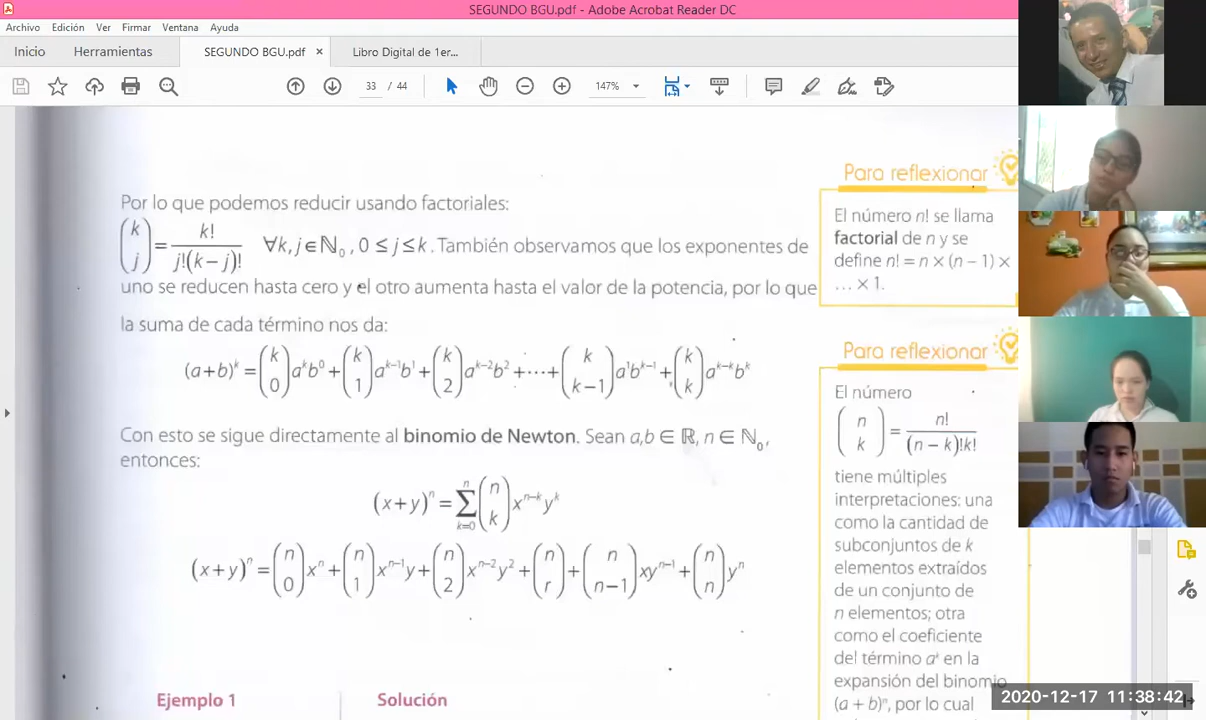 SEGUNDO BGU.pdf - Adobe Acrobat Reader DC
Archivo Edición Ver Firmar Ventana Ayuda
Inicio Herramientas SEGUNDO BGU.pdf × Libro Digital de 1er...
33 / 44 147%
Por lo que podemos reducir usando factoriales:
(k j) = k! / j!(k−j)! ∀k, j ∈ ℕ₀, 0 ≤ j ≤ k. También observamos que los exponentes de
uno se reducen hasta cero y el otro aumenta hasta el valor de la potencia, por lo que
la suma de cada término nos da:
(a+b)^k = (k 0) a^k b^0 + (k 1) a^(k−1) b^1 + (k 2) a^(k−2) b^2 + ⋯ + (k k−1) a^1 b^(k−1) + (k k) a^(k−k) b^k
Con esto se sigue directamente al binomio de Newton. Sean a,b ∈ ℝ, n ∈ ℕ₀,
entonces:
(x+y)^n = ∑_(k=0)^n (n k) x^(n−k) y^k
(x+y)^n = (n 0) x^n + (n 1) x^(n−1) y + (n 2) x^(n−2) y^2 + (n r) + (n n−1) xy^(n−1) + (n n) y^n
Ejemplo 1 Solución
Para reflexionar
El número n! se llama
factorial de n y se
define n! = n × (n − 1) ×
... × 1.
Para reflexionar
El número
(n k) = n! / (n−k)!k!
tiene múltiples
interpretaciones: una
como la cantidad de
subconjuntos de k
elementos extraídos
de un conjunto de
n elementos; otra
como el coeficiente
del término a^k en la
expansión del binomio
(a + b)^n, por lo cual
2020-12-17 11:38:42